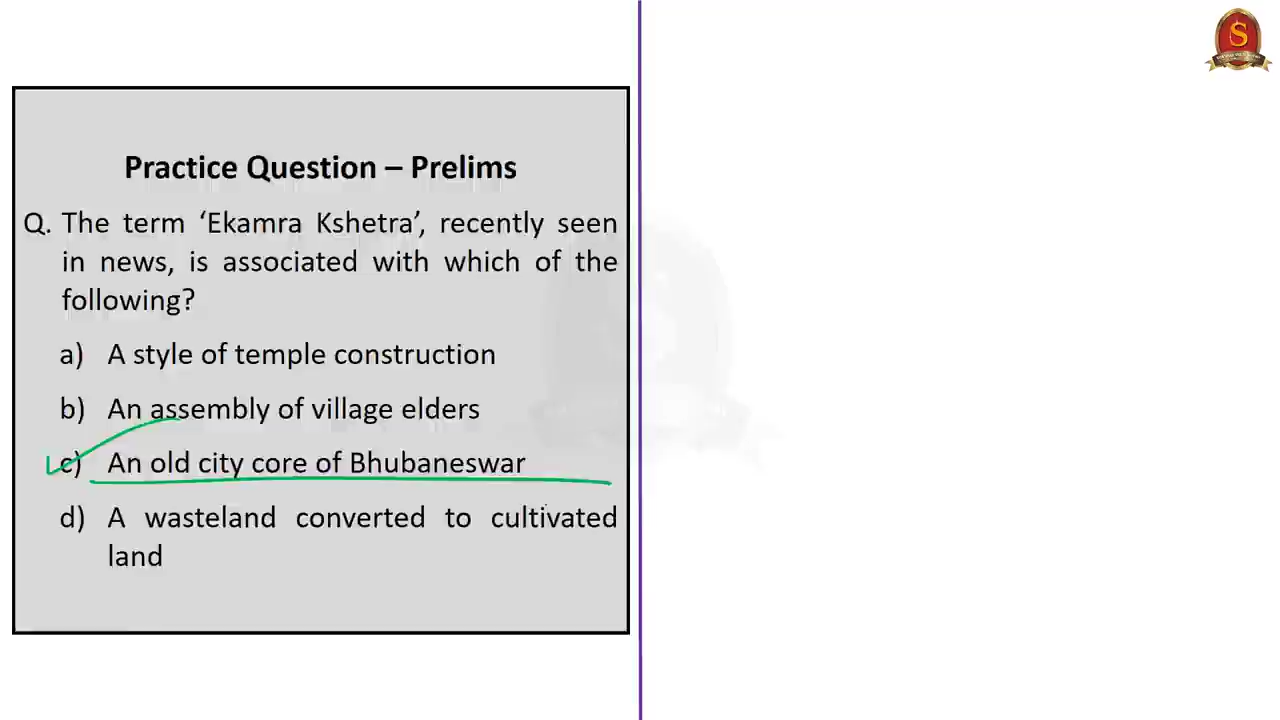 Practice Question – Prelims
Q. The term ‘Ekamra Kshetra’, recently seen
in news, is associated with which of the
following?
a) A style of temple construction
b) An assembly of village elders
c) An old city core of Bhubaneswar
d) A wasteland converted to cultivated
land
S